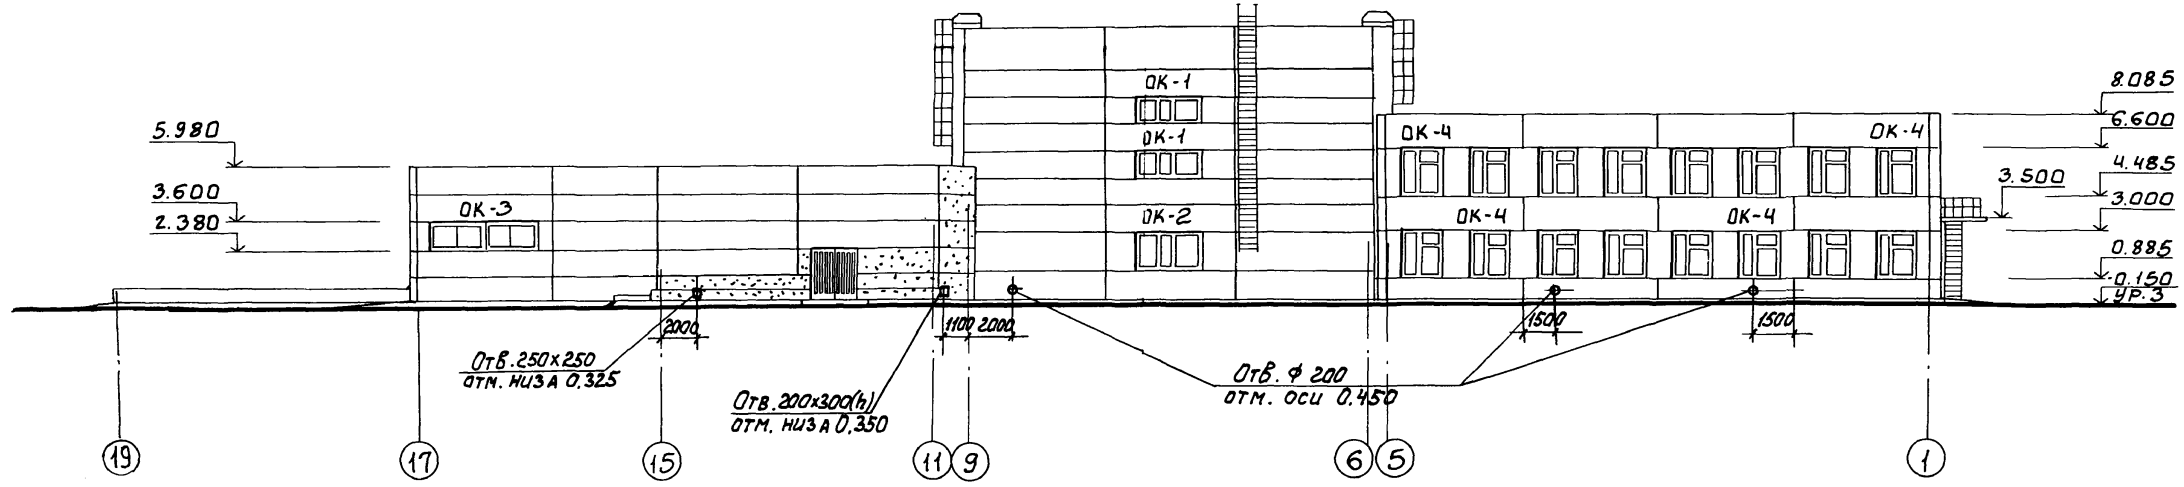 ОК-1
8.085
6.600
5.980
ОК-1
ОК-4
ОК-4
4.485
3.500
3.600
3.000
ОК-3
ОК-2
ОК-4
ОК-4
2.380
0.885
-0.150
УР.З
2000
1100
2000
1500
1500
Отв. 250х250
отм. низа 0.325
Отв. 200х300(h)
отм. низа 0.350
Отв. ϕ 200
отм. оси 0.450
19
17
15
11
9
6
5
1